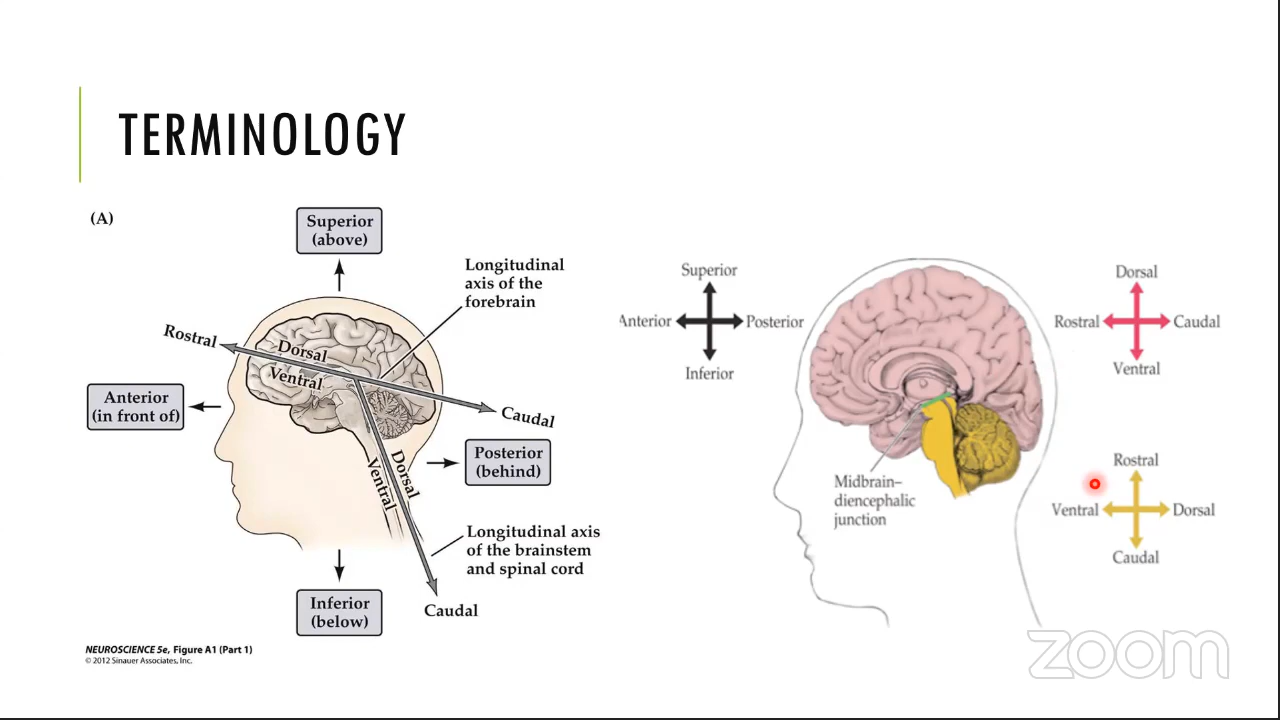 TERMINOLOGY
(A)
Superior
(above)
Longitudinal
axis of the
forebrain
Rostral
Dorsal
Ventral
Anterior
(in front of)
Caudal
Posterior
(behind)
Dorsal
Ventral
Longitudinal axis
of the brainstem
and spinal cord
Caudal
Inferior
(below)
NEUROSCIENCE 5e, Figure A1 (Part 1)
© 2012 Sinauer Associates, Inc.
Superior
Anterior
Posterior
Inferior
Midbrain–
diencephalic
junction
Dorsal
Rostral
Caudal
Ventral
Rostral
Ventral
Dorsal
Caudal
zoom